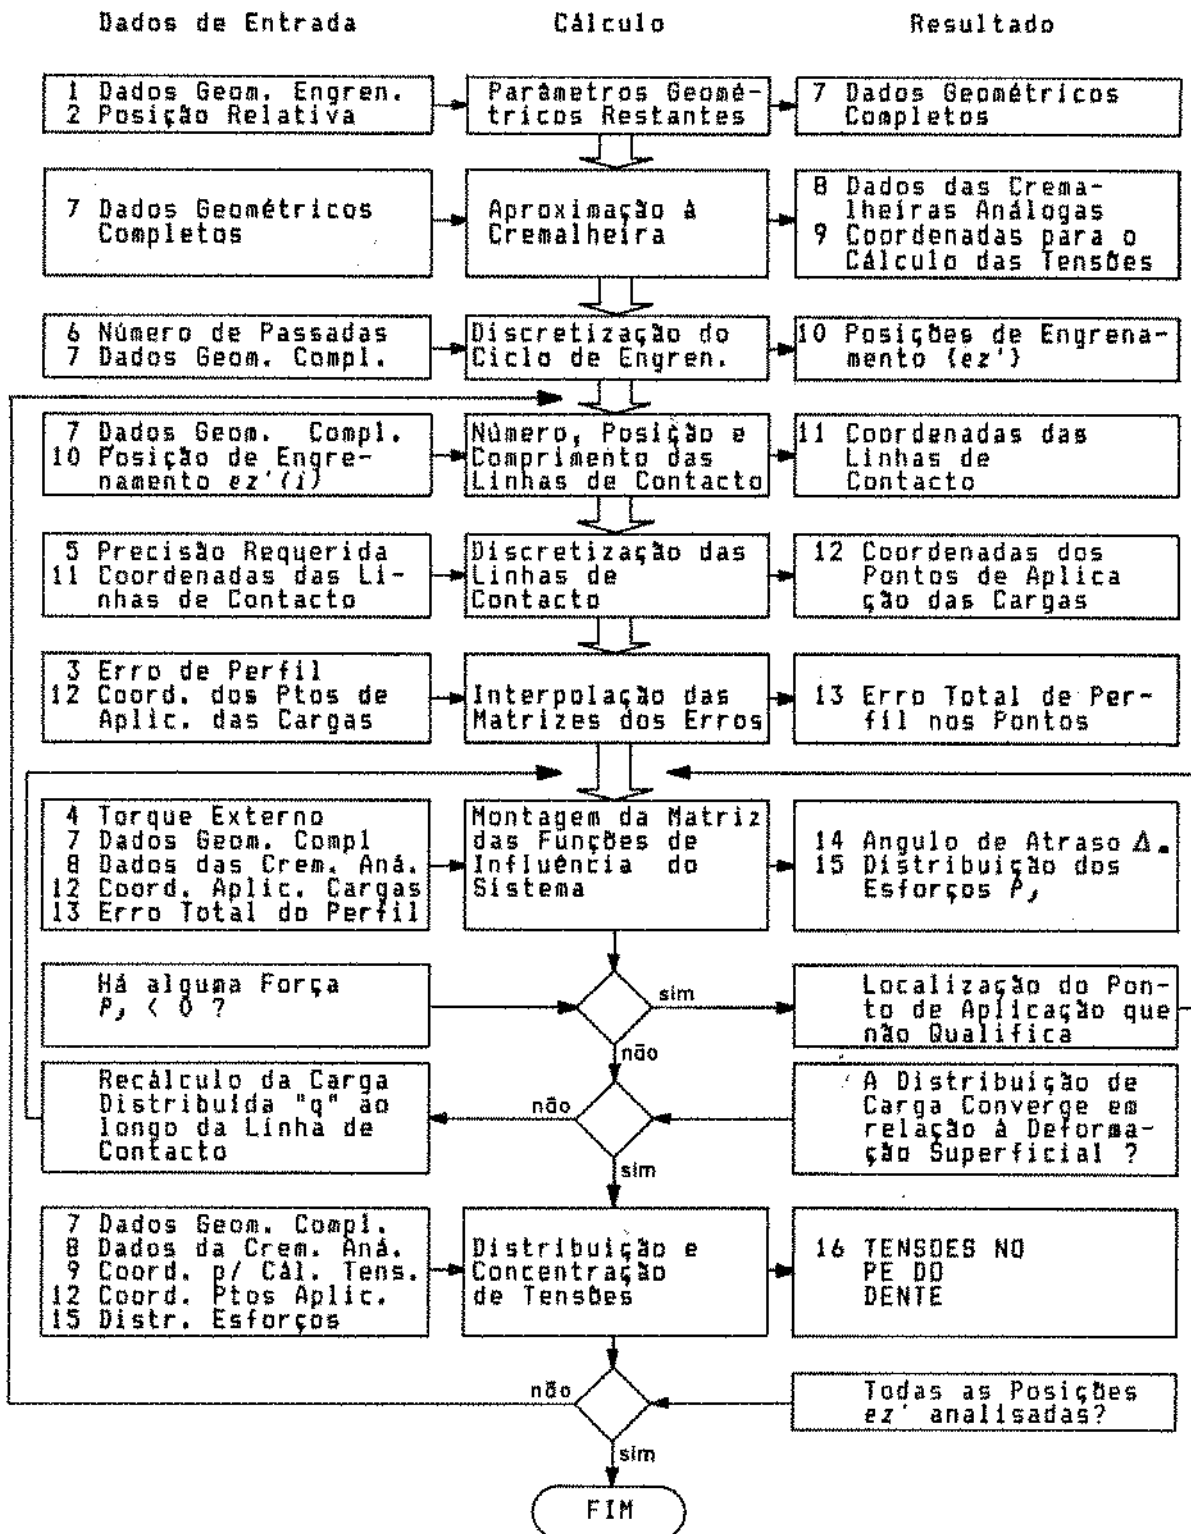 Dados de Entrada
Cálculo
Resultado
1 Dados Geom. Engren.
2 Posição Relativa
Parâmetros Geomé-
tricos Restantes
7 Dados Geométricos
Completos
7 Dados Geométricos
Completos
Aproximação à
Cremalheira
8 Dados das Crema-
lheiras Análogas
9 Coordenadas para o
Cálculo das Tensões
6 Número de Passadas
7 Dados Geom. Compl.
Discretização do
Ciclo de Engren.
10 Posições de Engrena-
mento (ez')
7 Dados Geom. Compl.
10 Posição de Engre-
namento ez'(i)
Número, Posição e
Comprimento das
Linhas de Contacto
11 Coordenadas das
Linhas de
Contacto
5 Precisão Requerida
11 Coordenadas das Li-
nhas de Contacto
Discretização das
Linhas de
Contacto
12 Coordenadas dos
Pontos de Aplica
ção das Cargas
3 Erro de Perfil
12 Coord. dos Ptos de
Aplic. das Cargas
Interpolação das
Matrizes dos Erros
13 Erro Total de Per-
fil nos Pontos
4 Torque Externo
7 Dados Geom. Compl
8 Dados das Crem. Aná.
12 Coord. Aplic. Cargas
13 Erro Total do Perfil
Montagem da Matriz
das Funções de
Influência do
Sistema
14 Angulo de Atraso Δ.
15 Distribuição dos
Esforços Pj
Há alguma Força
Pj < 0 ?
sim
Localização do Pon-
to de Aplicação que
não Qualifica
não
Recálculo da Carga
Distribuída "q" ao
longo da Linha de
Contacto
não
A Distribuição de
Carga Converge em
relação à Deforma-
ção Superficial ?
sim
7 Dados Geom. Compl.
8 Dados da Crem. Aná.
9 Coord. p/ Cál. Tens.
12 Coord. Ptos Aplic.
15 Distr. Esforços
Distribuição e
Concentração
de Tensões
16 TENSOES NO
PE DO
DENTE
não
Todas as Posições
ez' analisadas?
sim
FIM